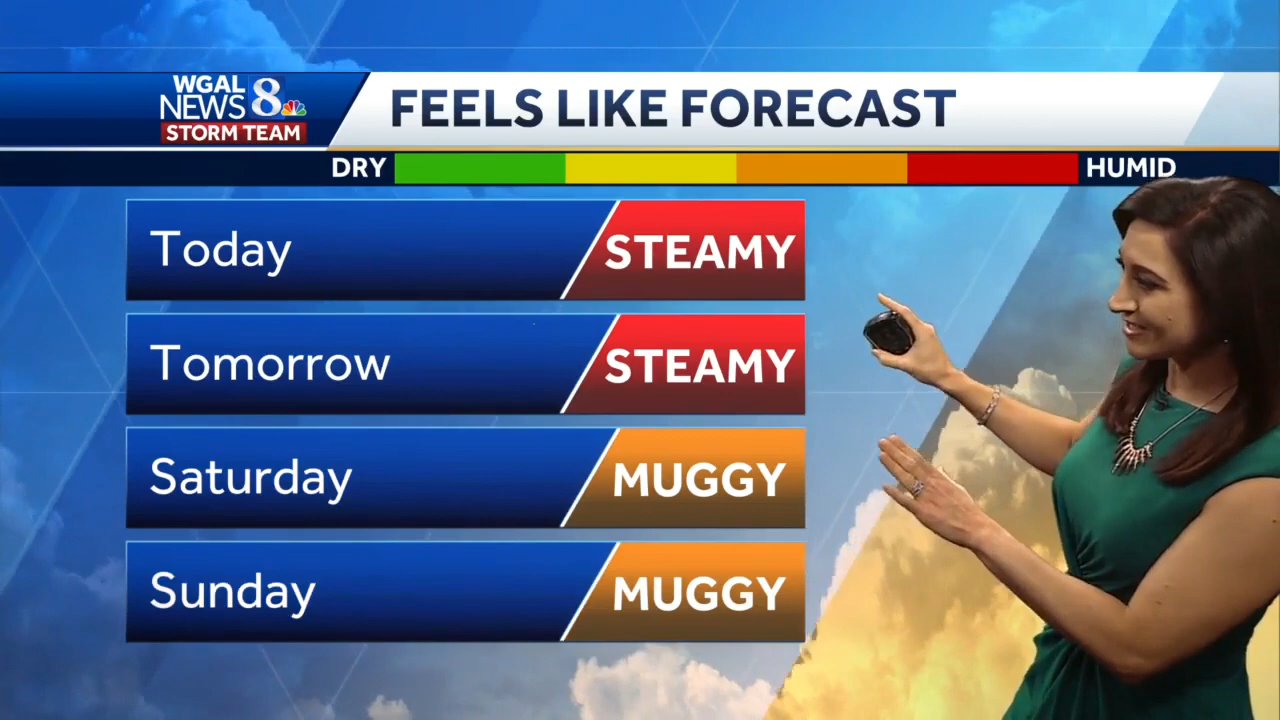 WGAL
NEWS 8
STORM TEAM
FEELS LIKE FORECAST
DRY HUMID
Today STEAMY
Tomorrow STEAMY
Saturday MUGGY
Sunday MUGGY